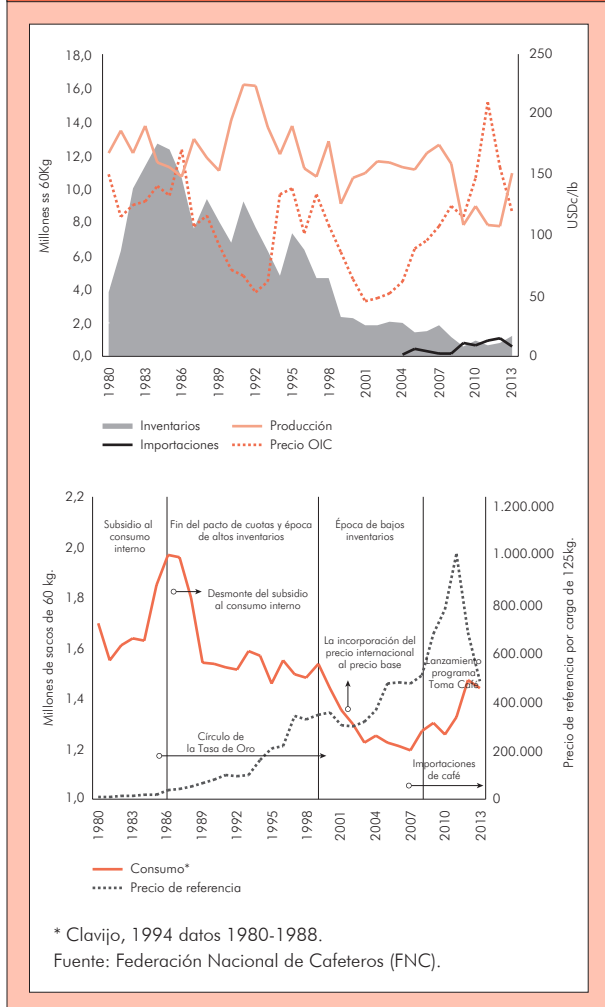 18,0
16,0
14,0
12,0
10,0
8,0
6,0
4,0
2,0
0,0
Millones ss 60Kg
250
200
150
100
50
0
USDc/lb
1980
1983
1986
1989
1992
1995
1998
2001
2004
2007
2010
2013
Inventarios
Producción
Importaciones
Precio OIC
2,2
2,0
1,8
1,6
1,4
1,2
1,0
Millones de sacos de 60 kg.
1.200.000
1.000.000
800.000
600.000
400.000
200.000
0
Precio de referencia por carga de 125kg.
Subsidio al
consumo
interno
Fin del pacto de cuotas y época
de altos inventarios
Época de bajos
inventarios
Desmonte del subsidio
al consumo interno
La incorporación del
precio internacional
al precio base
Lanzamiento
programa
Toma Café
Círculo de
la Tasa de Oro
Importaciones
de café
1980
1983
1986
1989
1992
1995
1998
2001
2004
2007
2010
2013
Consumo*
Precio de referencia
* Clavijo, 1994 datos 1980-1988.
Fuente: Federación Nacional de Cafeteros (FNC).